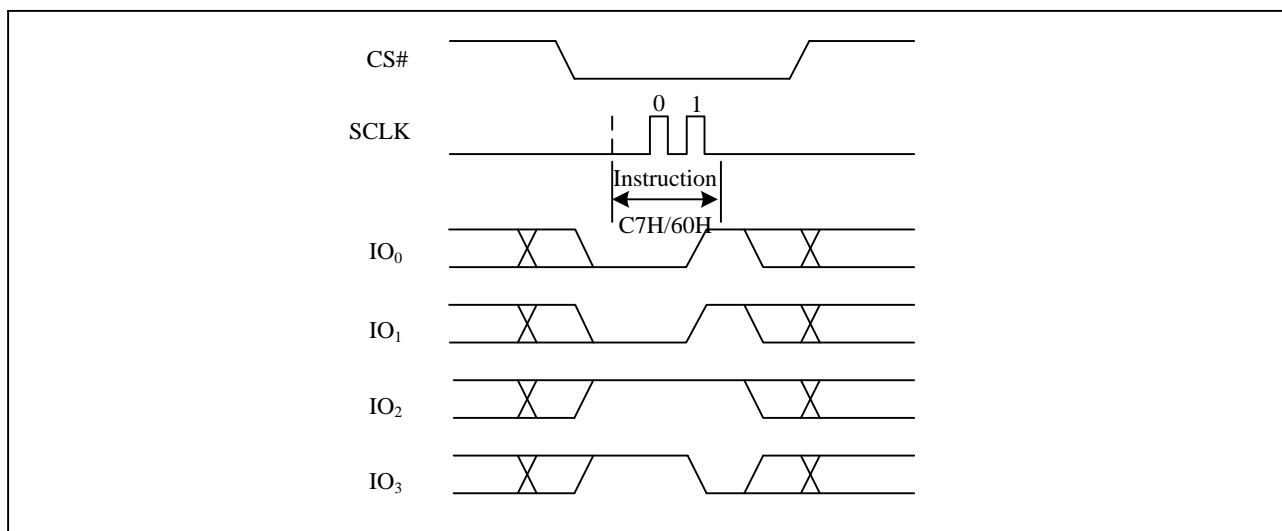 CS#
0 1
SCLK
Instruction
C7H/60H
IO0
IO1
IO2
IO3